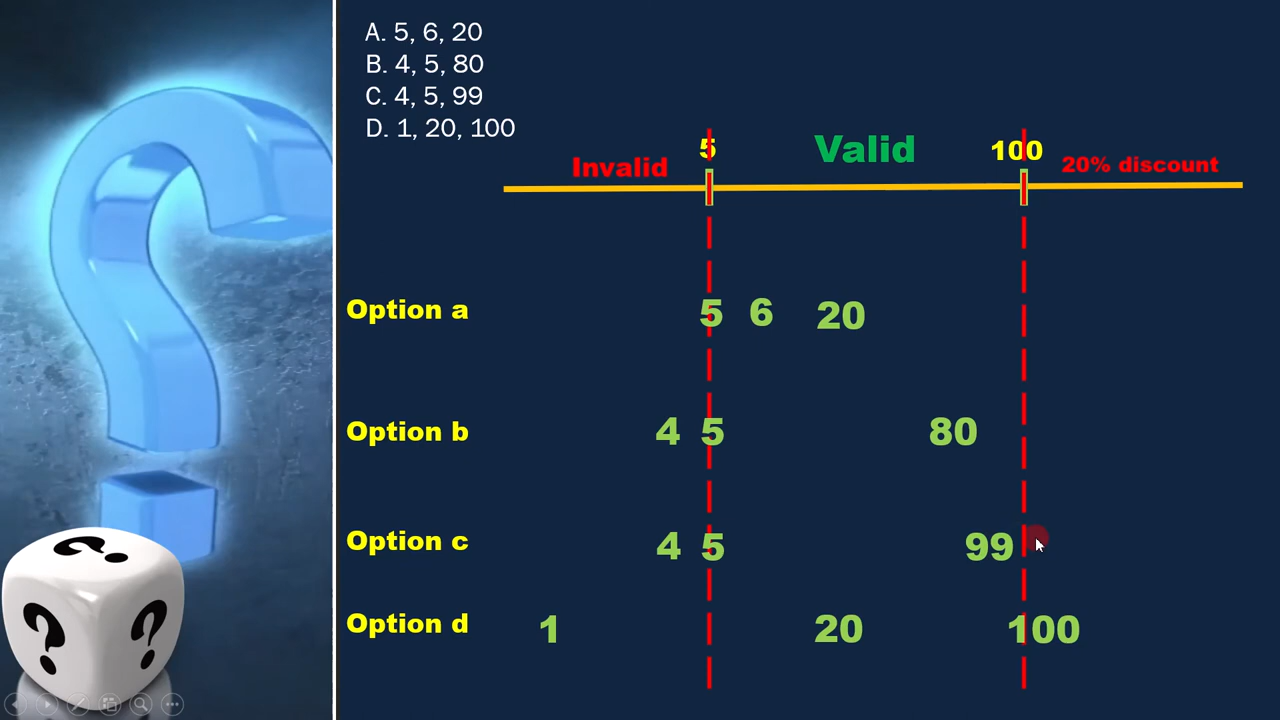 A. 5, 6, 20
B. 4, 5, 80
C. 4, 5, 99
D. 1, 20, 100
Invalid 5 Valid 100 20% discount
Option a 5 6 20
Option b 4 5 80
Option c 4 5 99
Option d 1 20 100
? ? ?